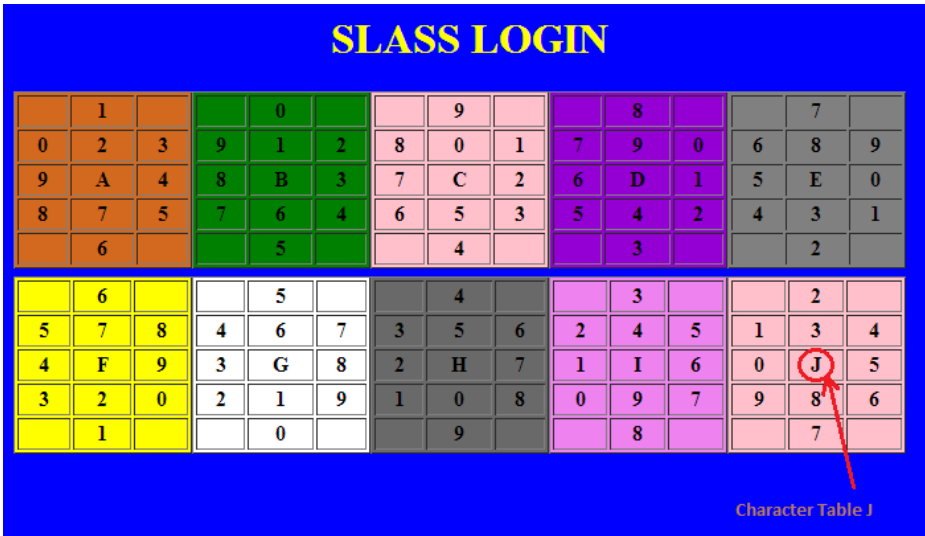 SLASS LOGIN
1 0 9 8 7
0 2 3 9 1 2 8 0 1 7 9 0 6 8 9
9 A 4 8 B 3 7 C 2 6 D 1 5 E 0
8 7 5 7 6 4 6 5 3 5 4 2 4 3 1
6 5 4 3 2
6 5 4 3 2
5 7 8 4 6 7 3 5 6 2 4 5 1 3 4
4 F 9 3 G 8 2 H 7 1 I 6 0 J 5
3 2 0 2 1 9 1 0 8 0 9 7 9 8 6
1 0 9 8 7
Character Table J